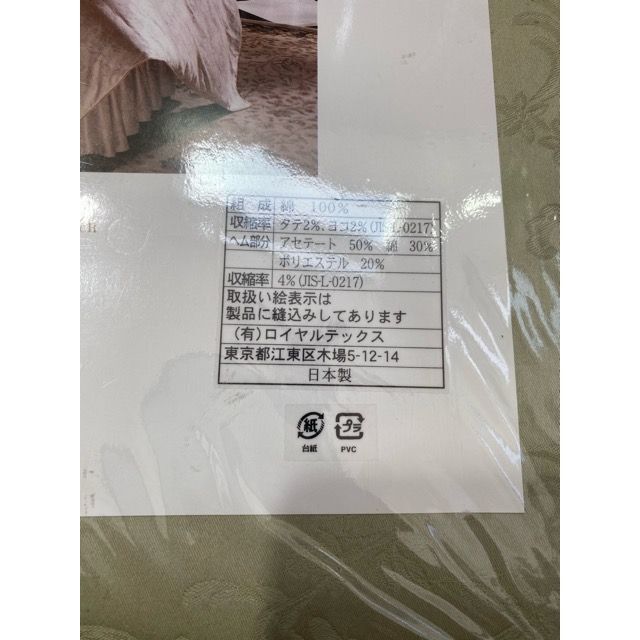 R
組成 綿 100%
収縮率 タテ2%、ヨコ2%(JIS-L-0217)
ヘム部分 アセテート 50% 綿 30%
ポリエステル 20%
収縮率 4%(JIS-L-0217)
取扱い絵表示は
製品に縫込みしてあります
(有)ロイヤルテックス
東京都江東区木場5-12-14
日本製
紙 プラ
台紙 PVC